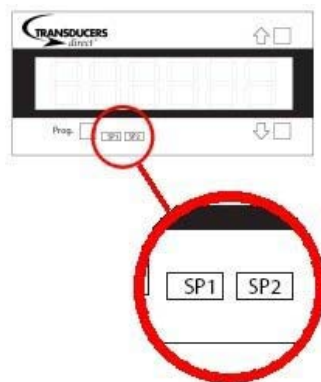 TRANSDUCERS
direct
Prog.
SP1 SP2
SP1 SP2